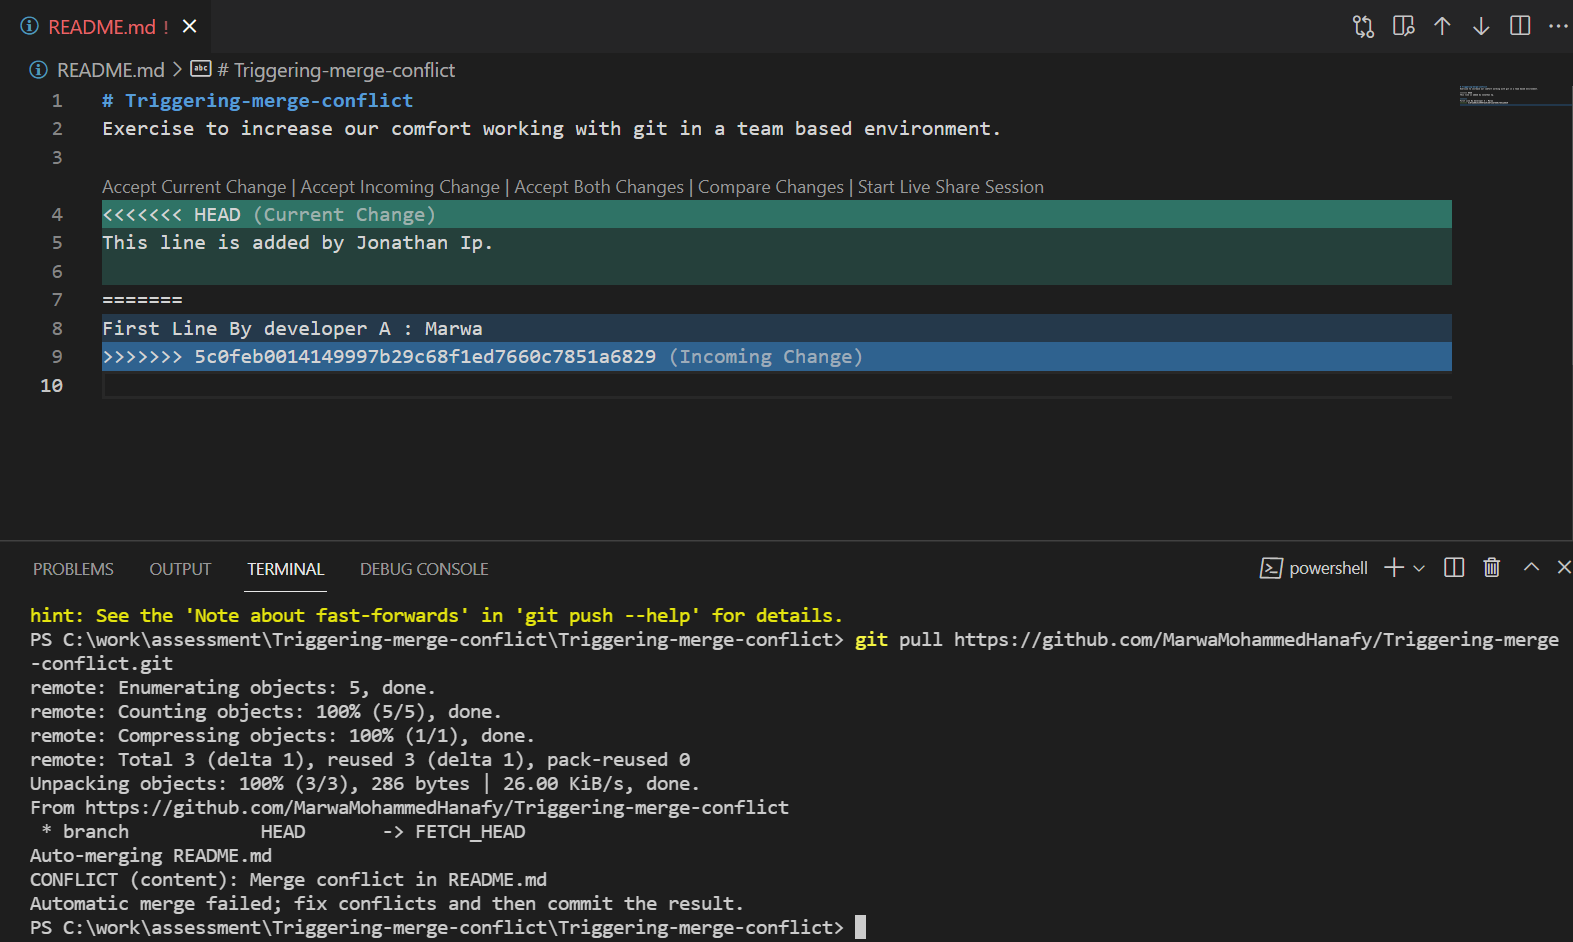 README.md !
README.md > # Triggering-merge-conflict
1 # Triggering-merge-conflict
2 Exercise to increase our comfort working with git in a team based environment.
3
Accept Current Change | Accept Incoming Change | Accept Both Changes | Compare Changes | Start Live Share Session
4 <<<<<<< HEAD (Current Change)
5 This line is added by Jonathan Ip.
6
7 =======
8 First Line By developer A : Marwa
9 >>>>>>> 5c0feb0014149997b29c68f1ed7660c7851a6829 (Incoming Change)
10
PROBLEMS OUTPUT TERMINAL DEBUG CONSOLE powershell
hint: See the 'Note about fast-forwards' in 'git push --help' for details.
PS C:\work\assessment\Triggering-merge-conflict\Triggering-merge-conflict> git pull https://github.com/MarwaMohammedHanafy/Triggering-merge
-conflict.git
remote: Enumerating objects: 5, done.
remote: Counting objects: 100% (5/5), done.
remote: Compressing objects: 100% (1/1), done.
remote: Total 3 (delta 1), reused 3 (delta 1), pack-reused 0
Unpacking objects: 100% (3/3), 286 bytes | 26.00 KiB/s, done.
From https://github.com/MarwaMohammedHanafy/Triggering-merge-conflict
 * branch            HEAD       -> FETCH_HEAD
Auto-merging README.md
CONFLICT (content): Merge conflict in README.md
Automatic merge failed; fix conflicts and then commit the result.
PS C:\work\assessment\Triggering-merge-conflict\Triggering-merge-conflict>